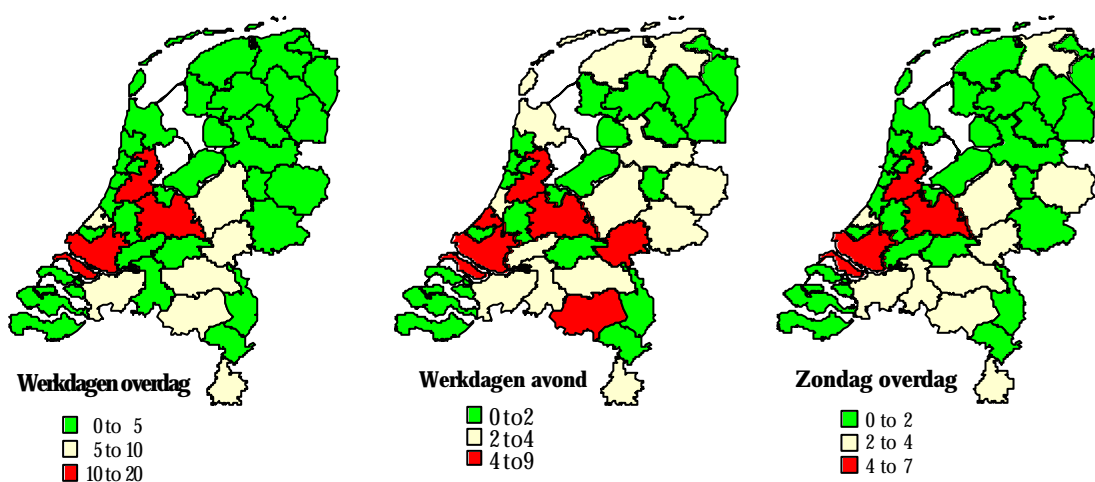 Werkdagen overdag
0 to 5
5 to 10
10 to 20
Werkdagen avond
0 to 2
2 to 4
4 to 9
Zondag overdag
0 to 2
2 to 4
4 to 7